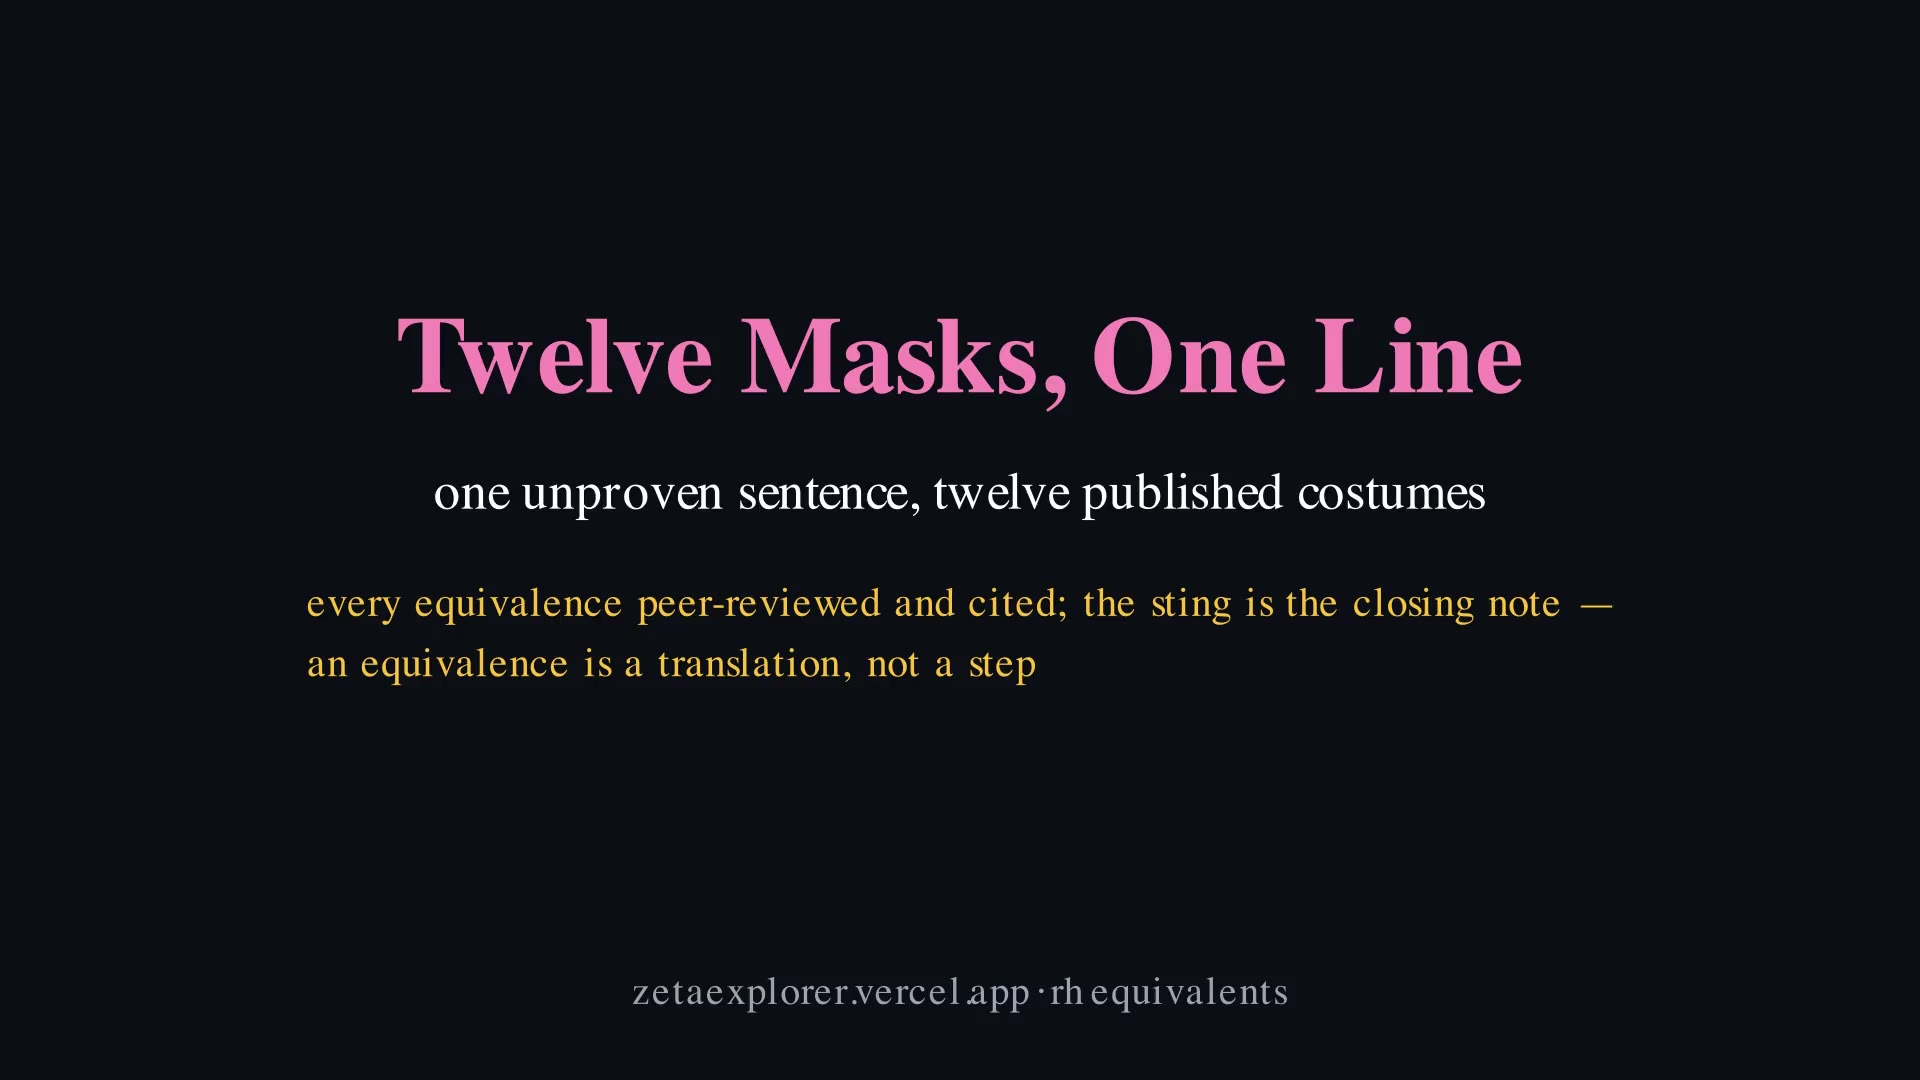 Twelve Masks, One Line
one unproven sentence, twelve published costumes
every equivalence peer-reviewed and cited; the sting is the closing note —
an equivalence is a translation, not a step
zetaexplorer.vercel.app · rh equivalents